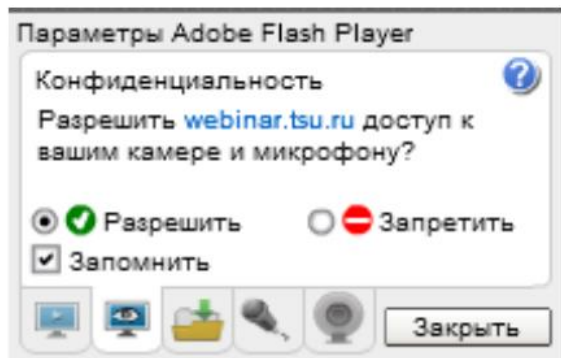 Параметры Adobe Flash Player
Конфиденциальность
Разрешить webinar.tsu.ru доступ к
вашим камере и микрофону?
Разрешить Запретить
Запомнить
Закрыть